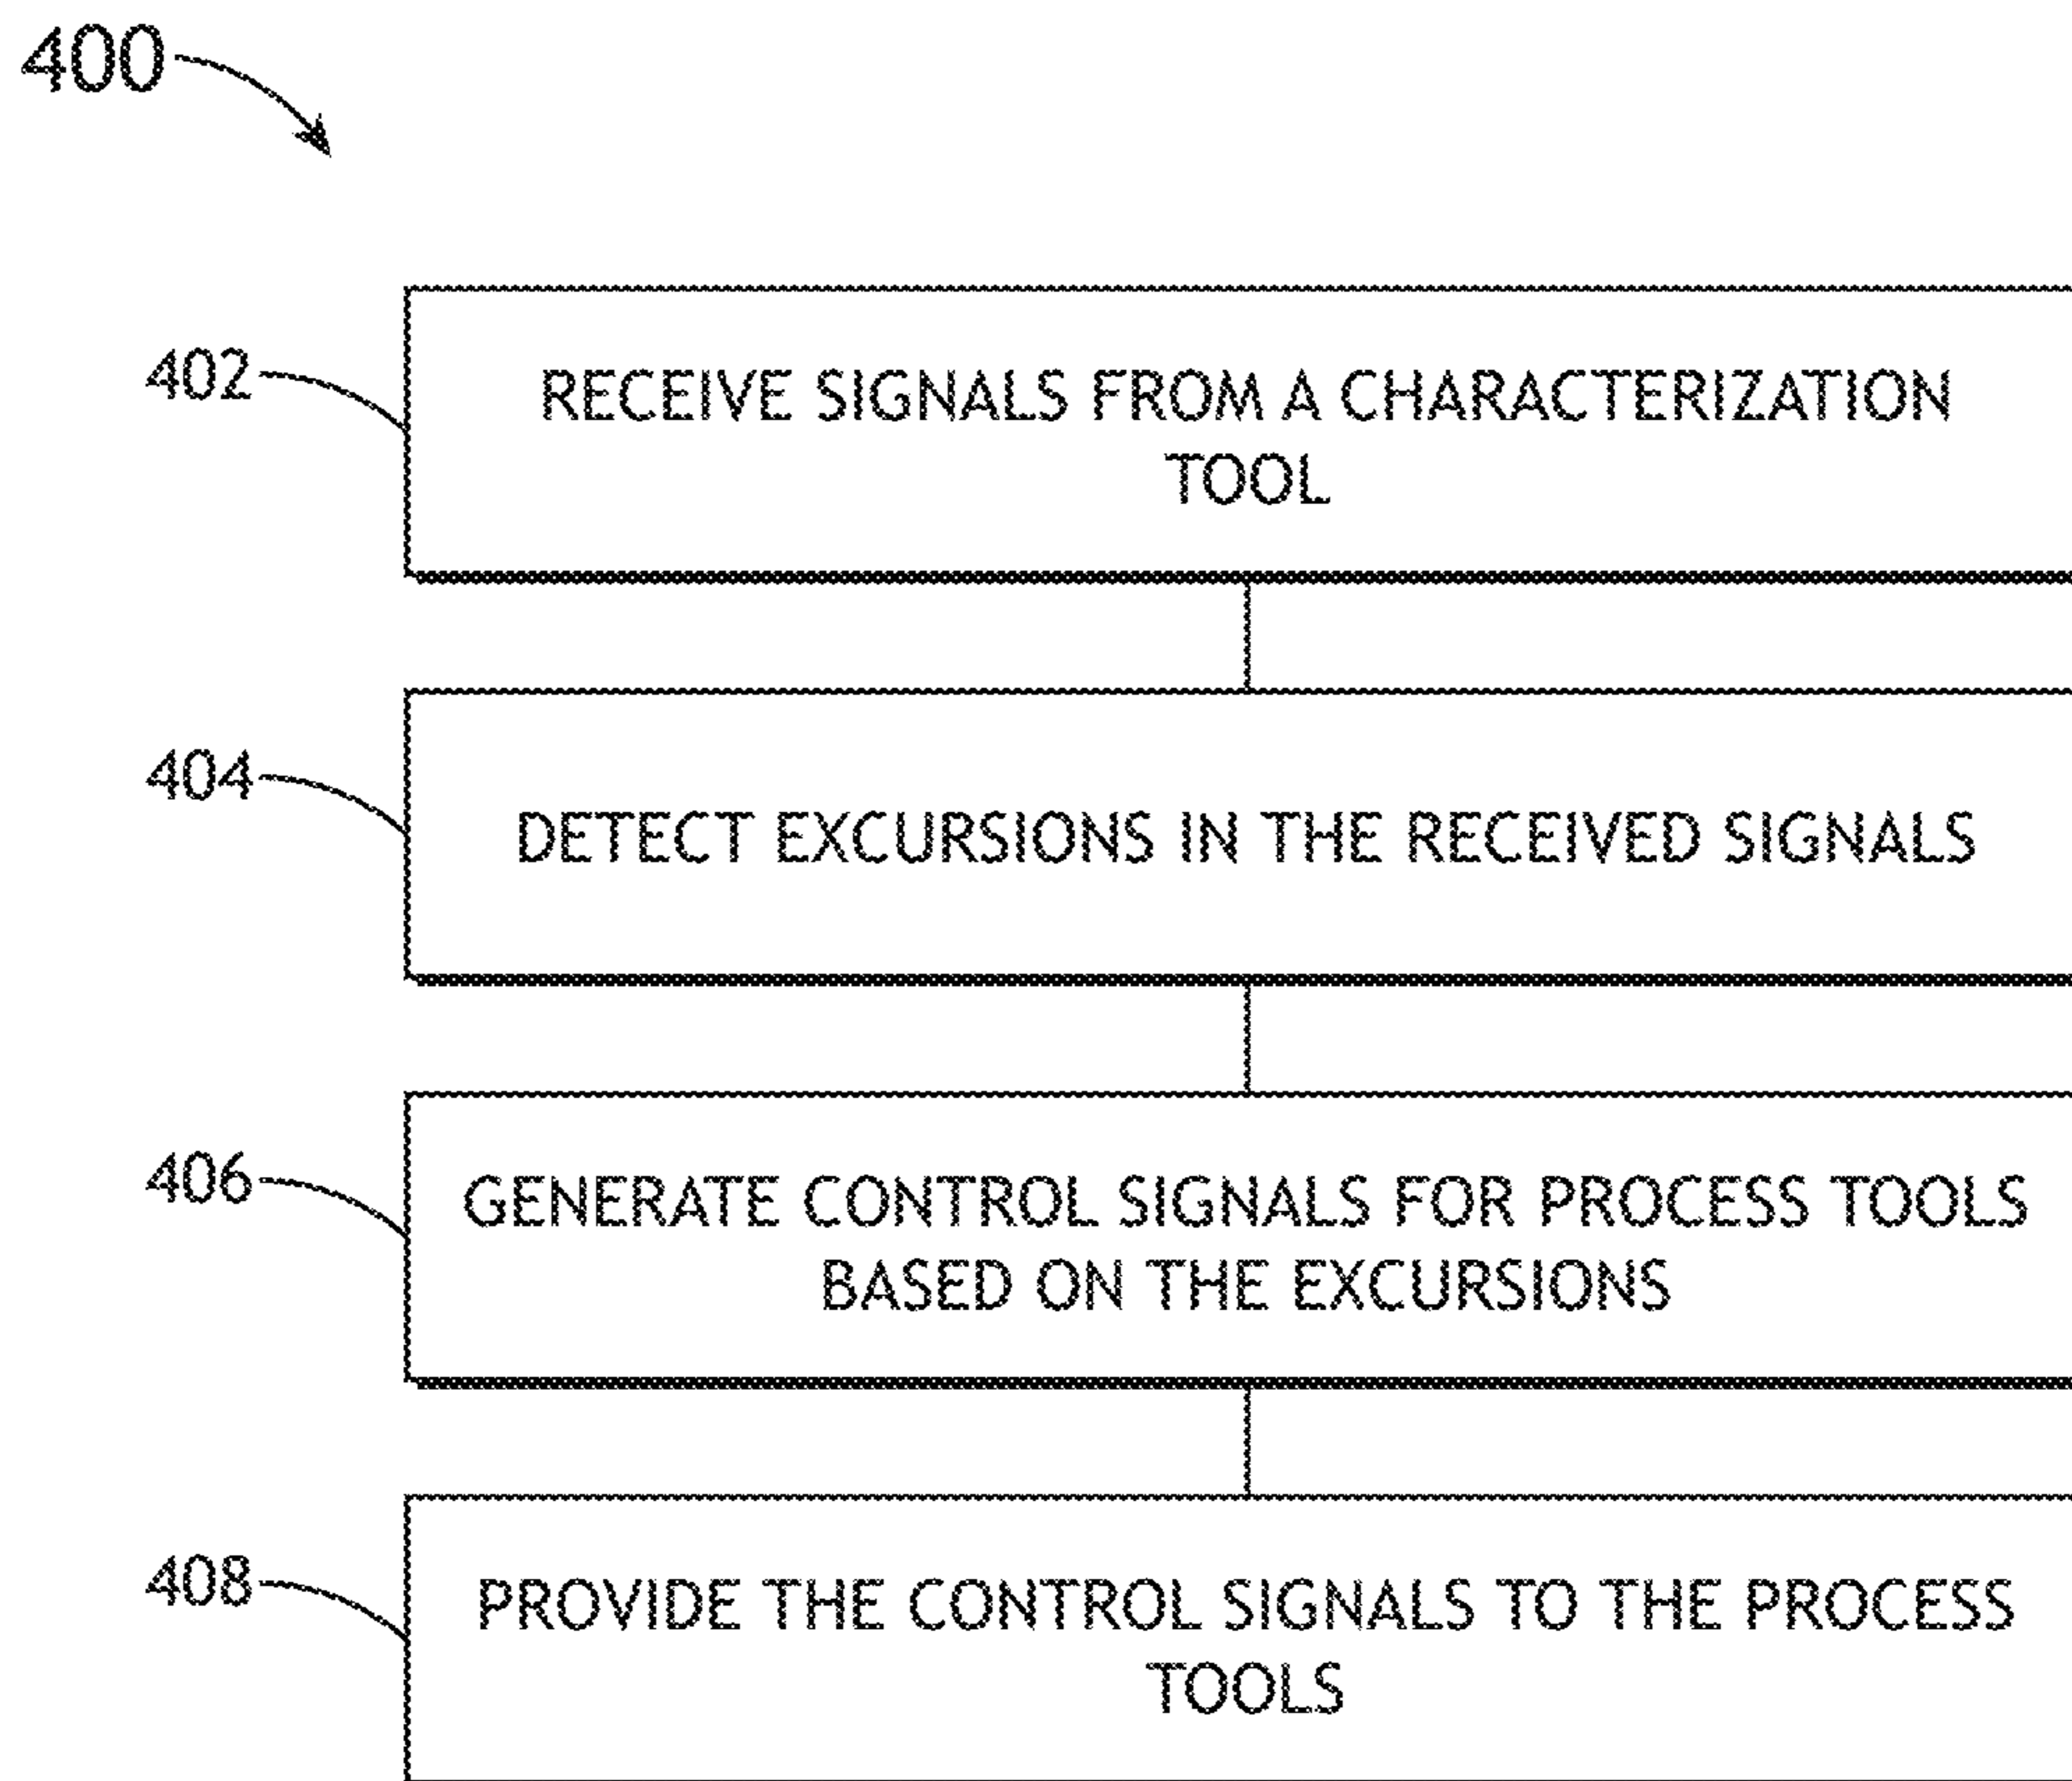 400
402
RECEIVE SIGNALS FROM A CHARACTERIZATION
TOOL
404
DETECT EXCURSIONS IN THE RECEIVED SIGNALS
406
GENERATE CONTROL SIGNALS FOR PROCESS TOOLS
BASED ON THE EXCURSIONS
408
PROVIDE THE CONTROL SIGNALS TO THE PROCESS
TOOLS